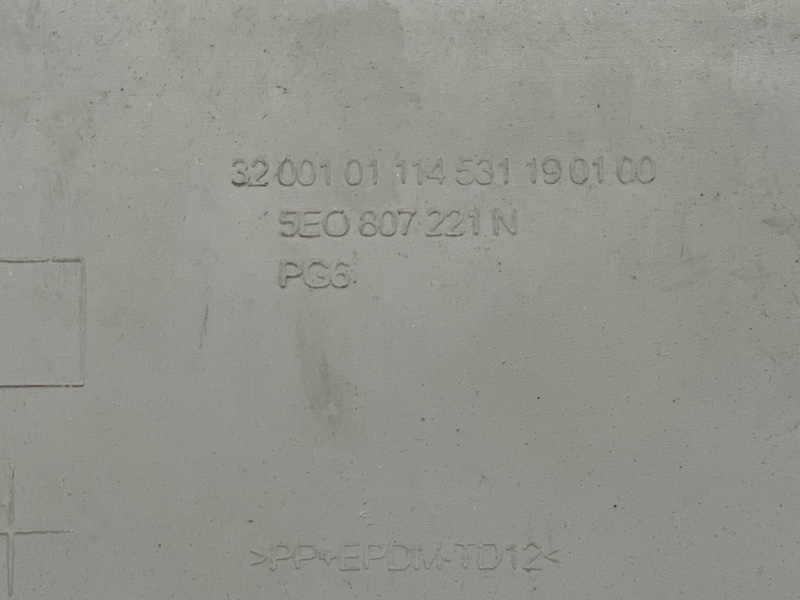 32 001 01 114 531 19 01 00
5E0 807 221 N
PG6
>PP+EPDM-TD12<